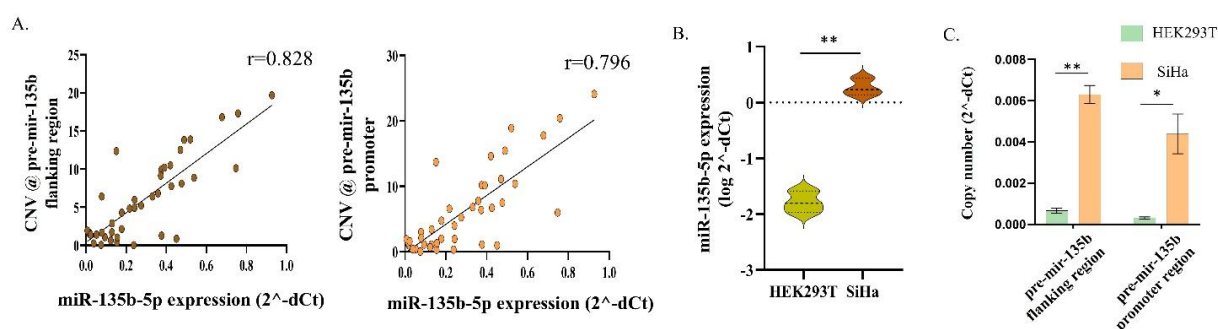 A.
CNV @ pre-mir-135b
flanking region
25
20
15
10
5
0
r=0.828
0.0 0.2 0.4 0.6 0.8 1.0
miR-135b-5p expression (2^-dCt)
CNV @ pre-mir-135b
promoter
30
20
10
0
r=0.796
0.0 0.2 0.4 0.6 0.8 1.0
miR-135b-5p expression (2^-dCt)
B.
miR-135b-5p expression
(log 2^-dCt)
1
0
-1
-2
-3
**
HEK293T SiHa
C.
HEK293T
SiHa
Copy number (2^-dCt)
0.008
0.006
0.004
0.002
0.000
**
*
pre-mir-135b
flanking region
pre-mir-135b
promoter region